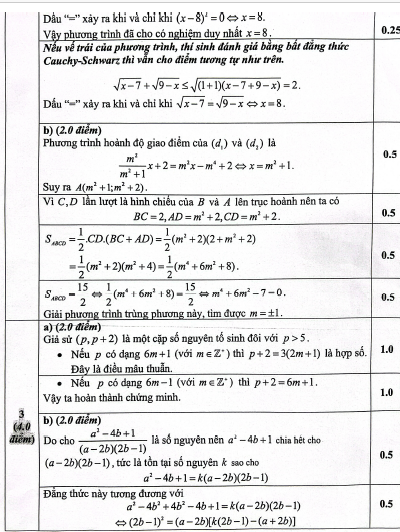 Dấu “=” xảy ra khi và chỉ khi (x − 8)² = 0 ⇔ x = 8.
Vậy phương trình đã cho có nghiệm duy nhất x = 8. 0.25
Nếu vế trái của phương trình, thí sinh đánh giá bằng bất đẳng thức
Cauchy-Schwarz thì vẫn cho điểm tương tự như trên.
√(x − 7) + √(9 − x) ≤ √((1+1)(x − 7 + 9 − x)) = 2.
Dấu “=” xảy ra khi và chỉ khi √(x − 7) = √(9 − x) ⇔ x = 8.
b) (2.0 điểm)
Phương trình hoành độ giao điểm của (d₁) và (d₂) là
m²/(m² + 1) x + 2 = m²x − m⁴ + 2 ⇔ x = m² + 1. 0.5
Suy ra A(m² + 1; m² + 2).
Vì C, D lần lượt là hình chiếu của B và A lên trục hoành nên ta có
BC = 2, AD = m² + 2, CD = m² + 2. 0.5
S_ABCD = 1/2 .CD.(BC + AD) = 1/2 (m² + 2)(2 + m² + 2)
= 1/2 (m² + 2)(m² + 4) = 1/2 (m⁴ + 6m² + 8). 0.5
S_ABCD = 15/2 ⇔ 1/2 (m⁴ + 6m² + 8) = 15/2 ⇔ m⁴ + 6m² − 7 = 0. 0.5
Giải phương trình trùng phương này, tìm được m = ±1.
a) (2.0 điểm)
Giả sử (p, p + 2) là một cặp số nguyên tố sinh đôi với p > 5.
• Nếu p có dạng 6m + 1 (với m ∈ ℤ⁺) thì p + 2 = 3(2m + 1) là hợp số. 1.0
Đây là điều mâu thuẫn.
• Nếu p có dạng 6m − 1 (với m ∈ ℤ⁺) thì p + 2 = 6m + 1. 1.0
Vậy ta hoàn thành chứng minh.
3
(4.0
điểm)
b) (2.0 điểm)
Do cho (a² − 4b + 1)/((a − 2b)(2b − 1)) là số nguyên nên a² − 4b + 1 chia hết cho
(a − 2b)(2b − 1), tức là tồn tại số nguyên k sao cho 0.5
a² − 4b + 1 = k(a − 2b)(2b − 1)
Đẳng thức này tương đương với
a² − 4b² + 4b² − 4b + 1 = k(a − 2b)(2b − 1) 0.5
⇔ (2b − 1)² = (a − 2b)[k(2b − 1) − (a + 2b)]